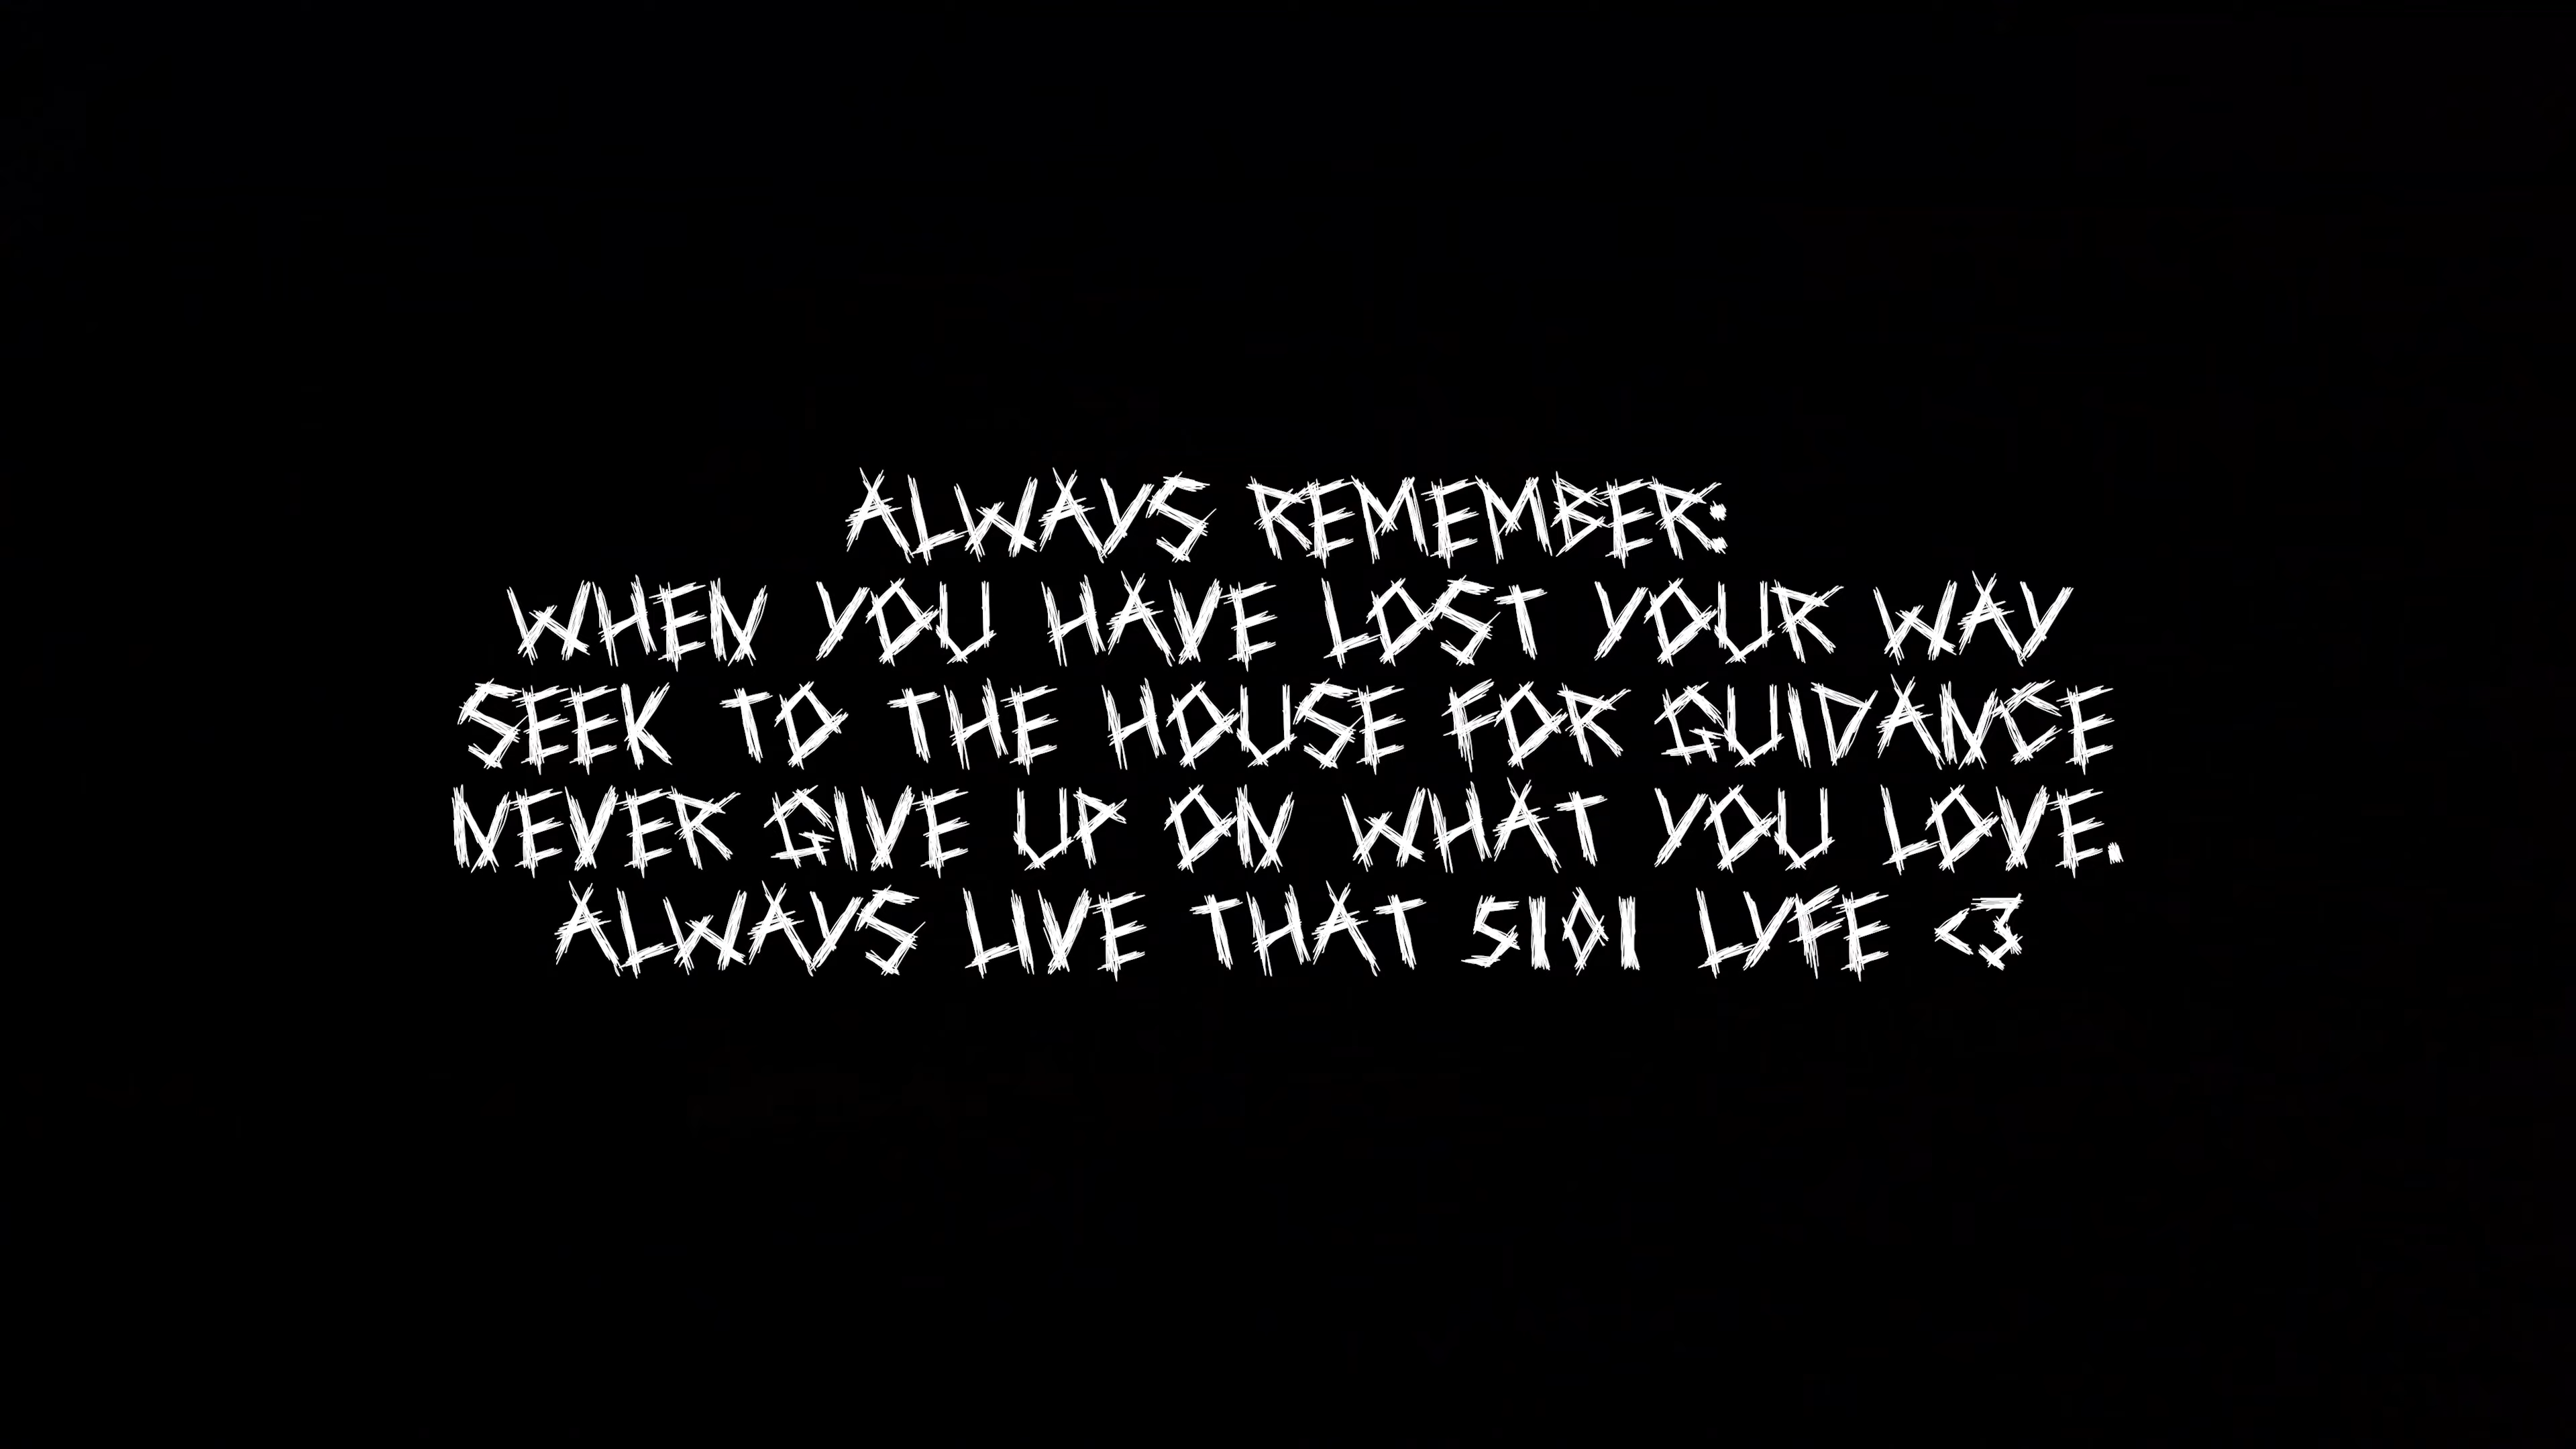 ALWAYS REMEMBER:
WHEN YOU HAVE LOST YOUR WAY
SEEK TO THE HOUSE FOR GUIDANCE
NEVER GIVE UP ON WHAT YOU LOVE.
ALWAYS LIVE THAT 5101 LYFE <3